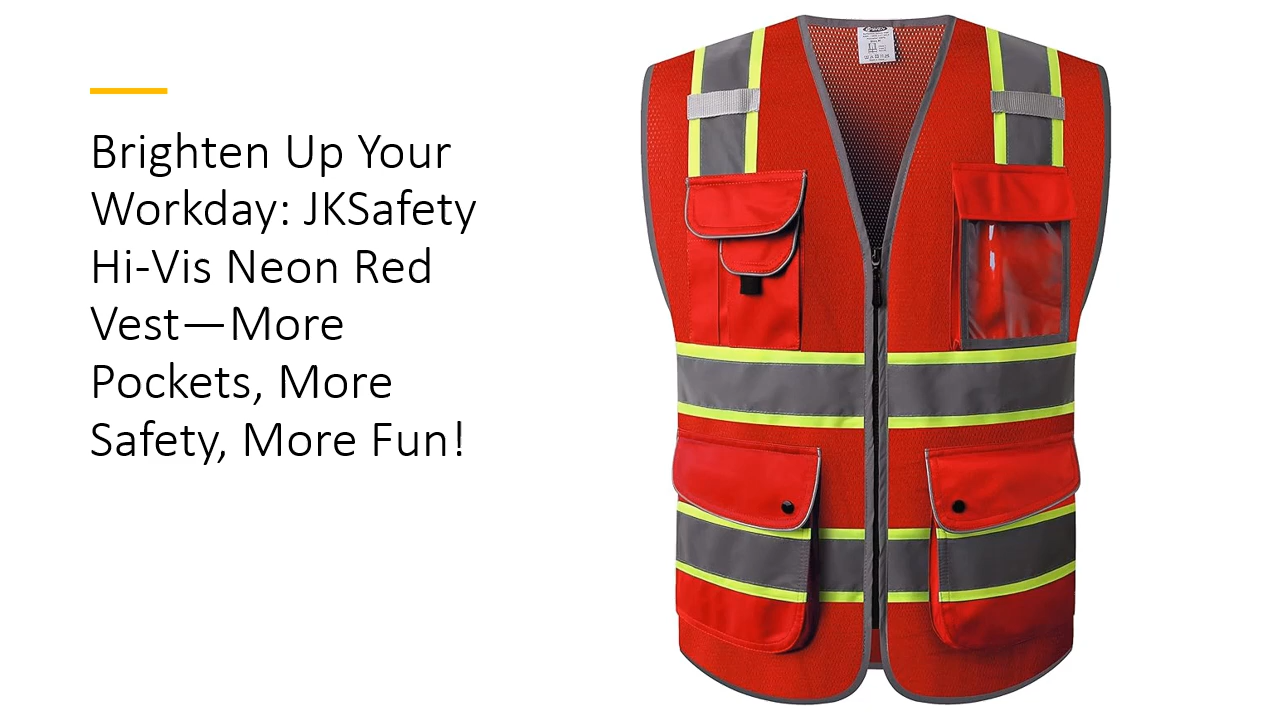 Brighten Up Your
Workday: JKSafety
Hi-Vis Neon Red
Vest—More
Pockets, More
Safety, More Fun!